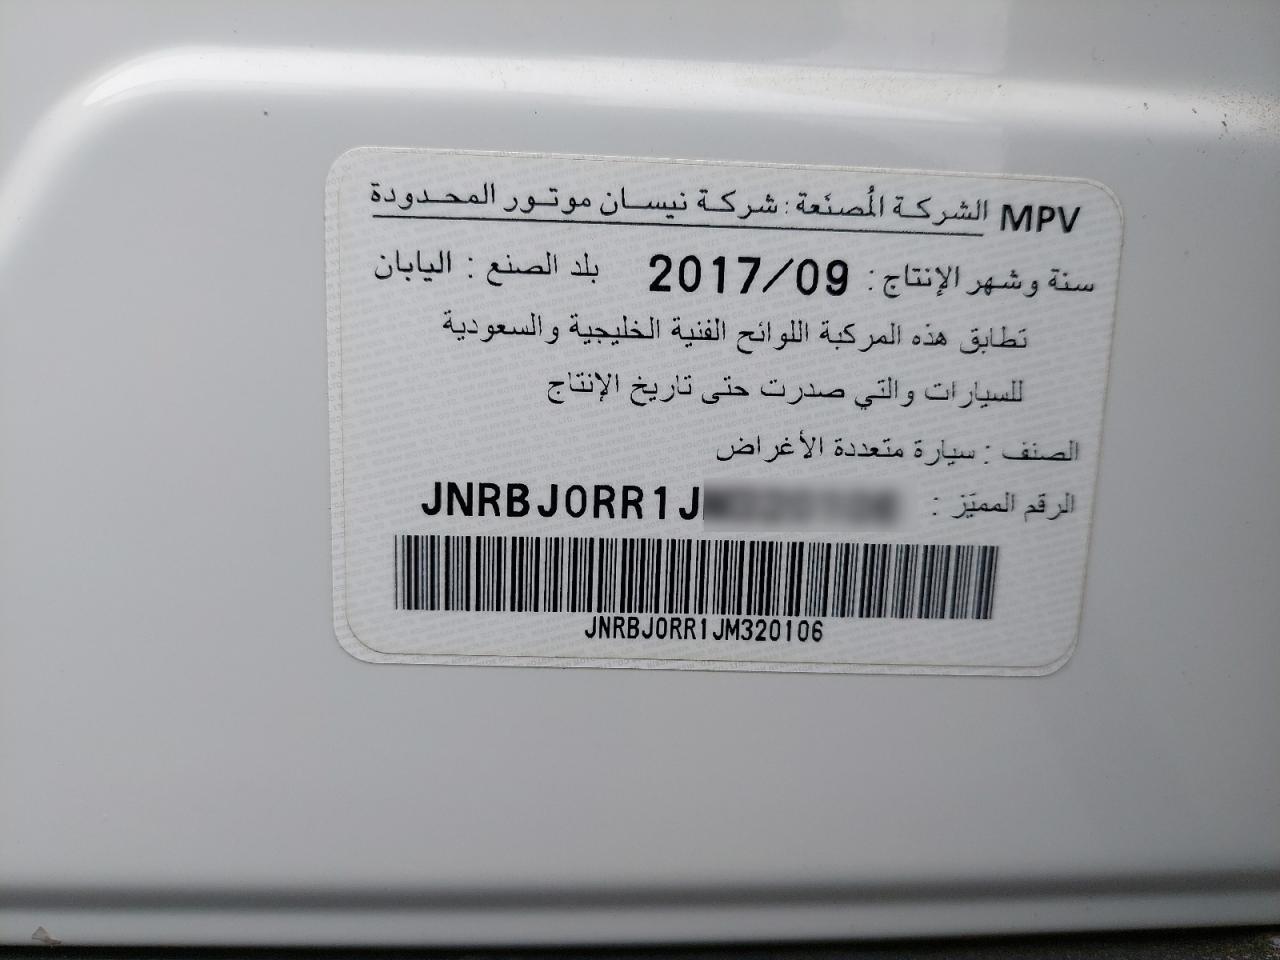 MPV الشركة المُصنَعة : شركة نيسان موتور المحدودة
سنة وشهر الإنتاج : 2017/09 بلد الصنع : اليابان
تطابق هذه المركبة اللوائح الفنية الخليجية والسعودية
للسيارات والتي صدرت حتى تاريخ الإنتاج
الصنف : سيارة متعددة الأغراض
الرقم المميّز : JNRBJ0RR1J
JNRBJ0RR1JM320106